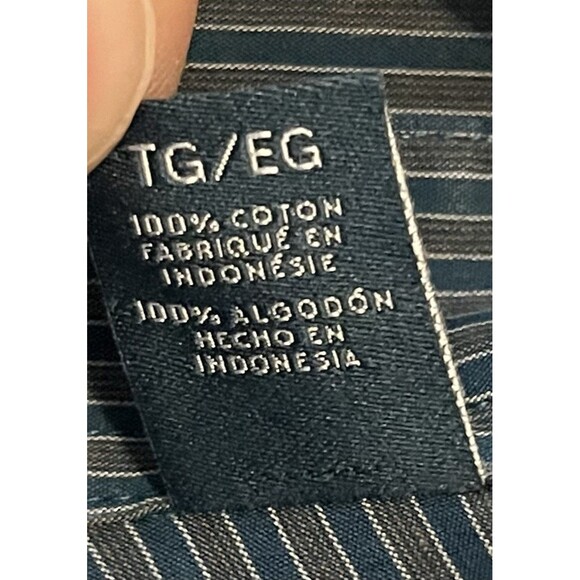 TG/EG
100% COTON
FABRIQUÉ EN
INDONÉSIE
100% ALGODÓN
HECHO EN
INDONESIA